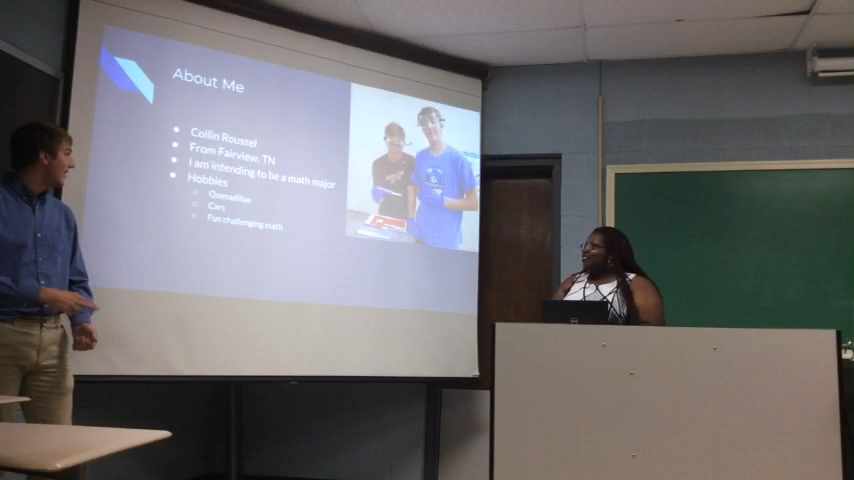 About Me
Collin Roussel
From Fairview, TN
I am intending to be a math major
Hobbies
Quesadillas
Cars
Fun challenging math